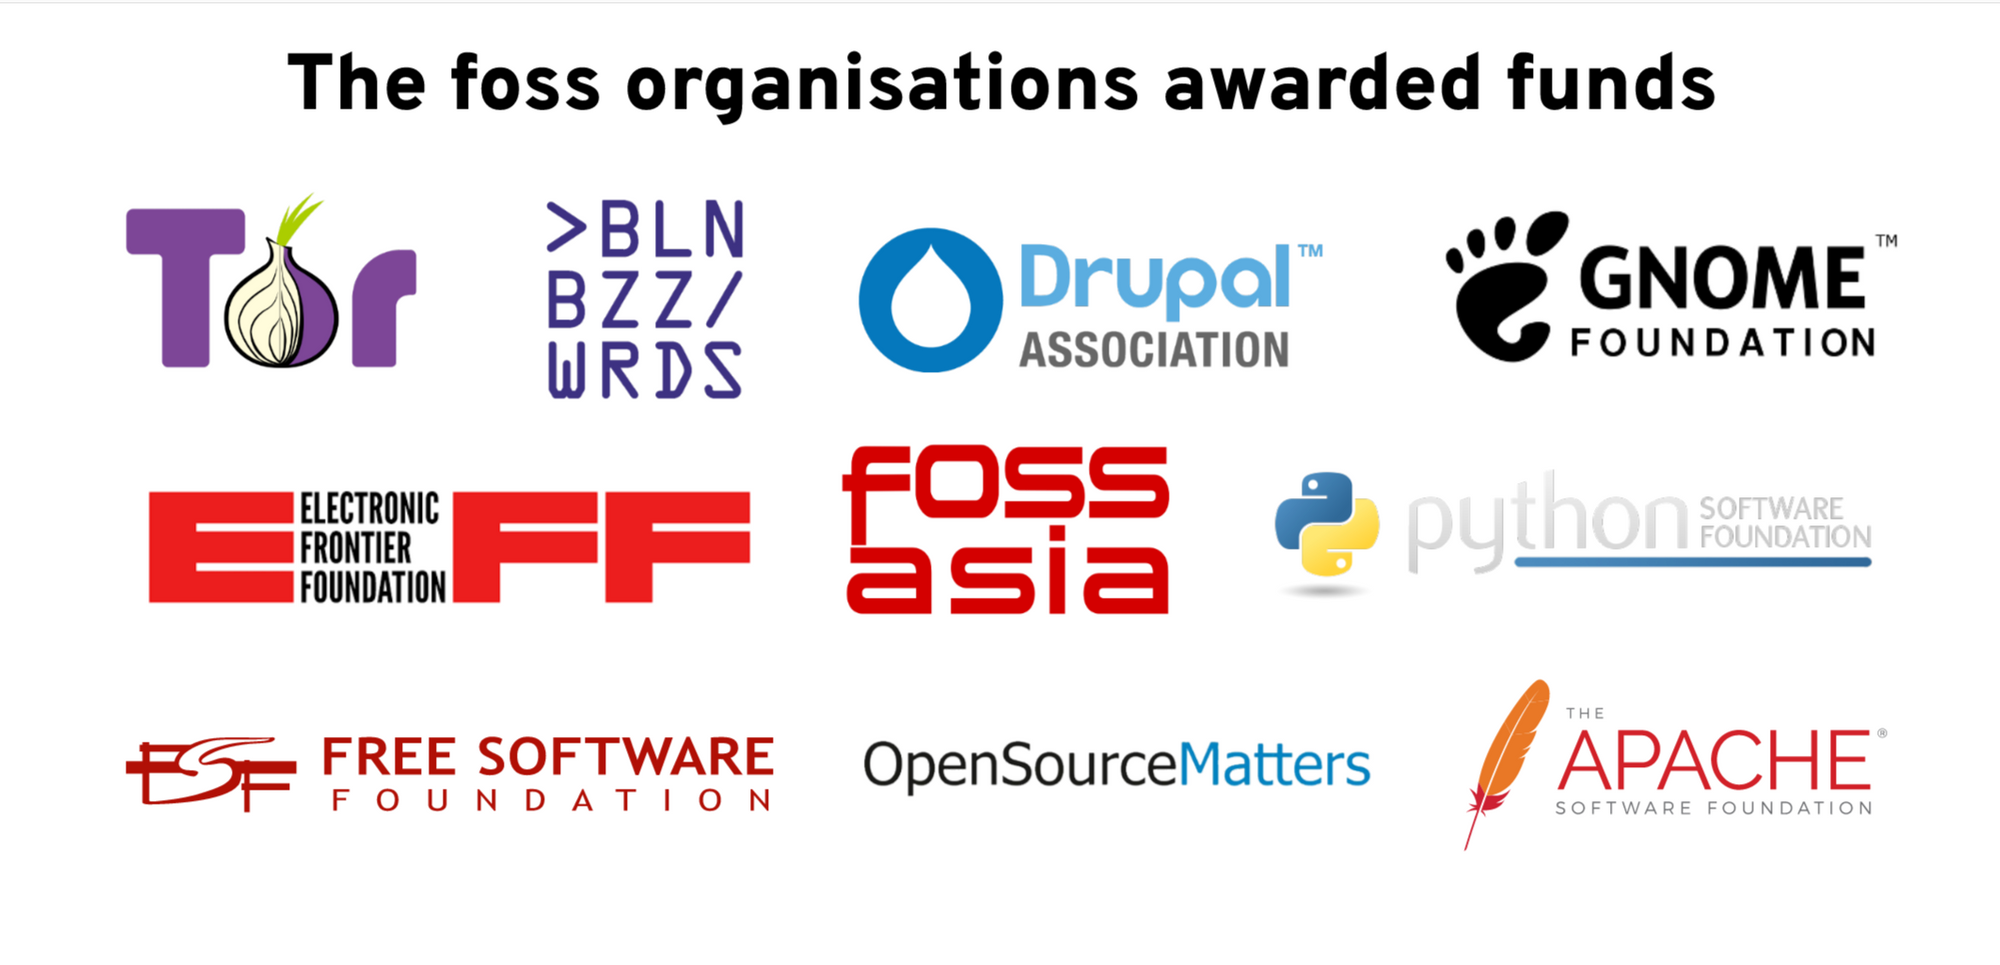 The foss organisations awarded funds
Tor
>BLN
BZZ/
WRDS
Drupal™
ASSOCIATION
GNOME™
FOUNDATION
EFF
ELECTRONIC
FRONTIER
FOUNDATION
foss
asia
python
SOFTWARE
FOUNDATION
FSF
FREE SOFTWARE
FOUNDATION
OpenSourceMatters
THE
APACHE®
SOFTWARE FOUNDATION